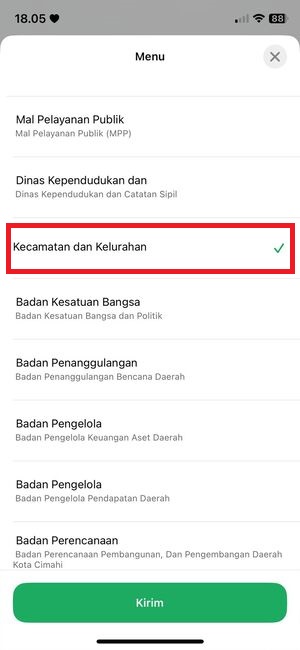 18.05
88
Menu
Mal Pelayanan Publik
Mal Pelayanan Publik (MPP)
Dinas Kependudukan dan
Dinas Kependudukan dan Catatan Sipil
Kecamatan dan Kelurahan
Badan Kesatuan Bangsa
Badan Kesatuan Bangsa dan Politik
Badan Penanggulangan
Badan Penanggulangan Bencana Daerah
Badan Pengelola
Badan Pengelola Keuangan Aset Daerah
Badan Pengelola
Badan Pengelola Pendapatan Daerah
Badan Perencanaan
Badan Perencanaan Pembangunan, Dan Pengembangan Daerah
Kota Cimahi
Kirim